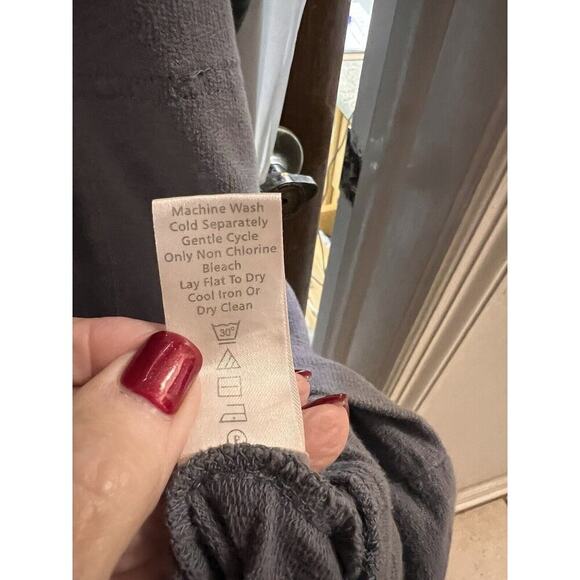 Machine Wash
Cold Separately
Gentle Cycle
Only Non Chlorine
Bleach
Lay Flat To Dry
Cool Iron Or
Dry Clean
30°
P